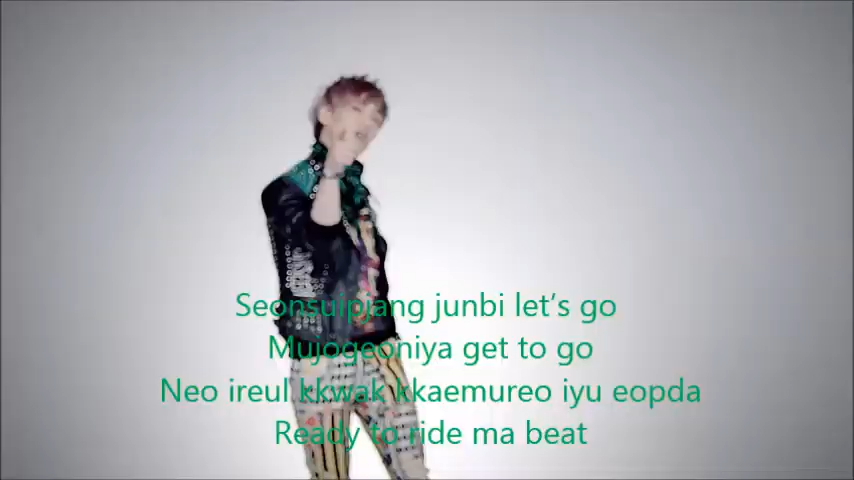 Seonsuipjang junbi let's go
Mujogeoniya get to go
Neo ireul kkwak kkaemureo iyu eopda
Ready to ride ma beat